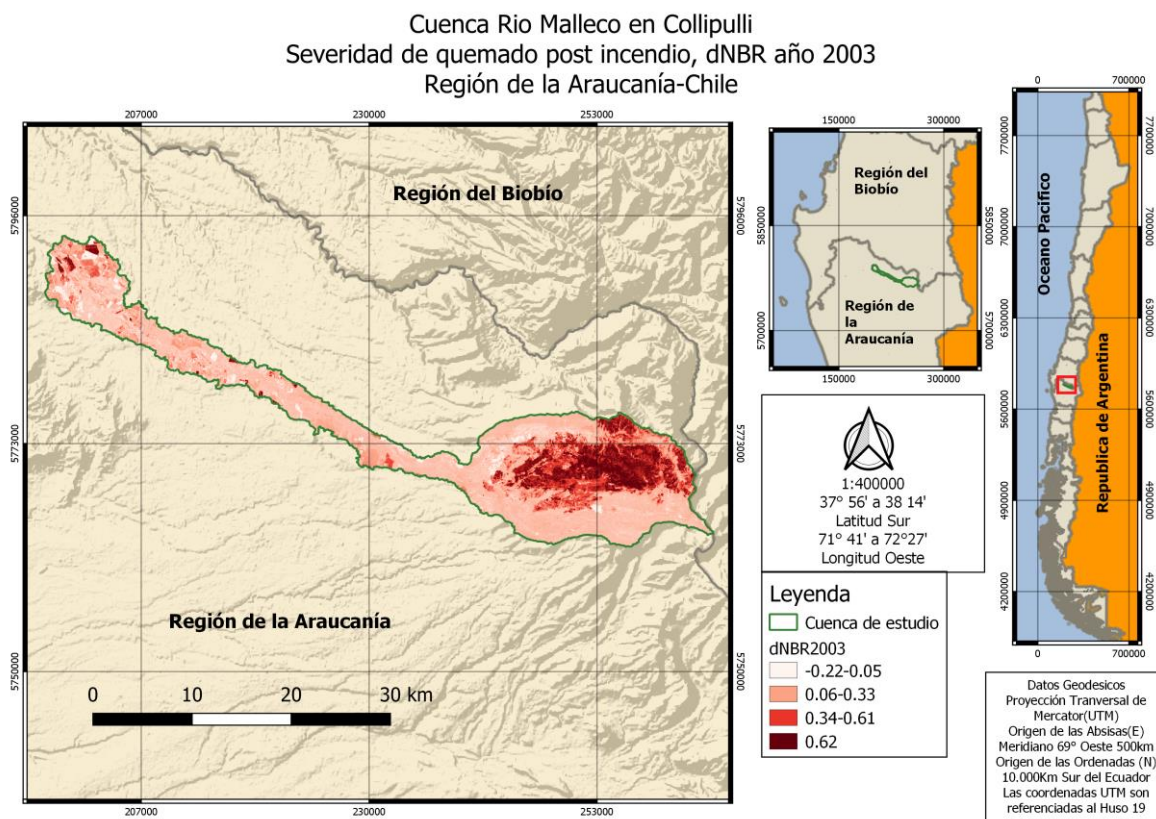 Cuenca Rio Malleco en Collipulli
Severidad de quemado post incendio, dNBR año 2003
Región de la Araucanía-Chile
207000 230000 253000
5796000
5773000
5750000
Región del Biobío
Región de la Araucanía
0 10 20 30 km
5796000
5773000
5750000
207000 230000 253000
150000 300000
Región del
Biobío
Región de
la
Araucanía
5850000
5700000
5850000
5700000
150000 300000
1:400000
37° 56' a 38 14'
Latitud Sur
71° 41' a 72°27'
Longitud Oeste
Leyenda
Cuenca de estudio
dNBR2003
-0.22-0.05
0.06-0.33
0.34-0.61
0.62
0 700000
Oceano Pacífico
Republica de Argentina
7700000
7000000
6300000
5600000
4900000
4200000
7700000
7000000
6300000
5600000
4900000
4200000
0 700000
Datos Geodesicos
Proyección Tranversal de
Mercator(UTM)
Origen de las Absisas(E)
Meridiano 69° Oeste 500km
Origen de las Ordenadas (N)
10.000Km Sur del Ecuador
Las coordenadas UTM son
referenciadas al Huso 19